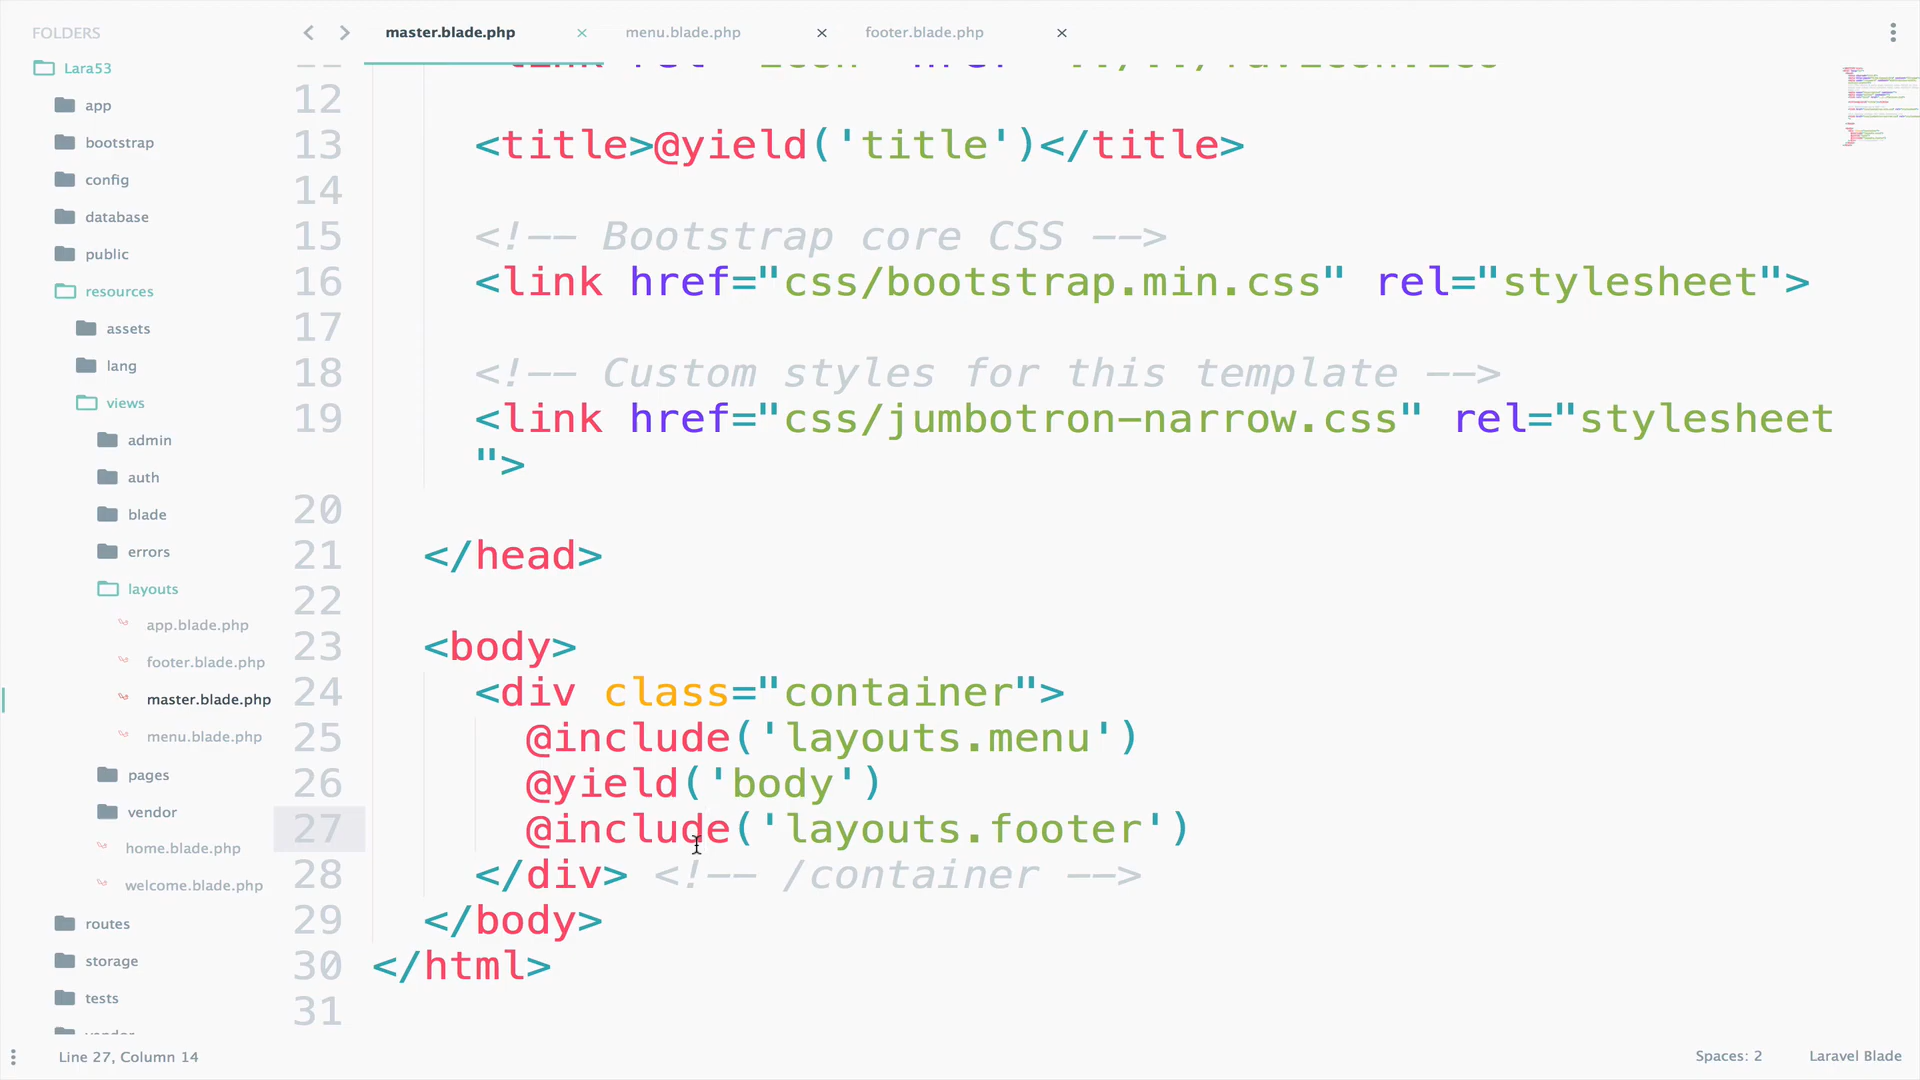 FOLDERS
Lara53
app
bootstrap
config
database
public
resources
assets
lang
views
admin
auth
blade
errors
layouts
app.blade.php
footer.blade.php
master.blade.php
menu.blade.php
pages
vendor
home.blade.php
welcome.blade.php
routes
storage
tests
vendor
master.blade.php × menu.blade.php × footer.blade.php ×
12
13 <title>@yield('title')</title>
14
15 <!-- Bootstrap core CSS -->
16 <link href="css/bootstrap.min.css" rel="stylesheet">
17
18 <!-- Custom styles for this template -->
19 <link href="css/jumbotron-narrow.css" rel="stylesheet
">
20
21 </head>
22
23 <body>
24 <div class="container">
25 @include('layouts.menu')
26 @yield('body')
27 @include('layouts.footer')
28 </div> <!-- /container -->
29 </body>
30 </html>
31
Line 27, Column 14
Spaces: 2
Laravel Blade